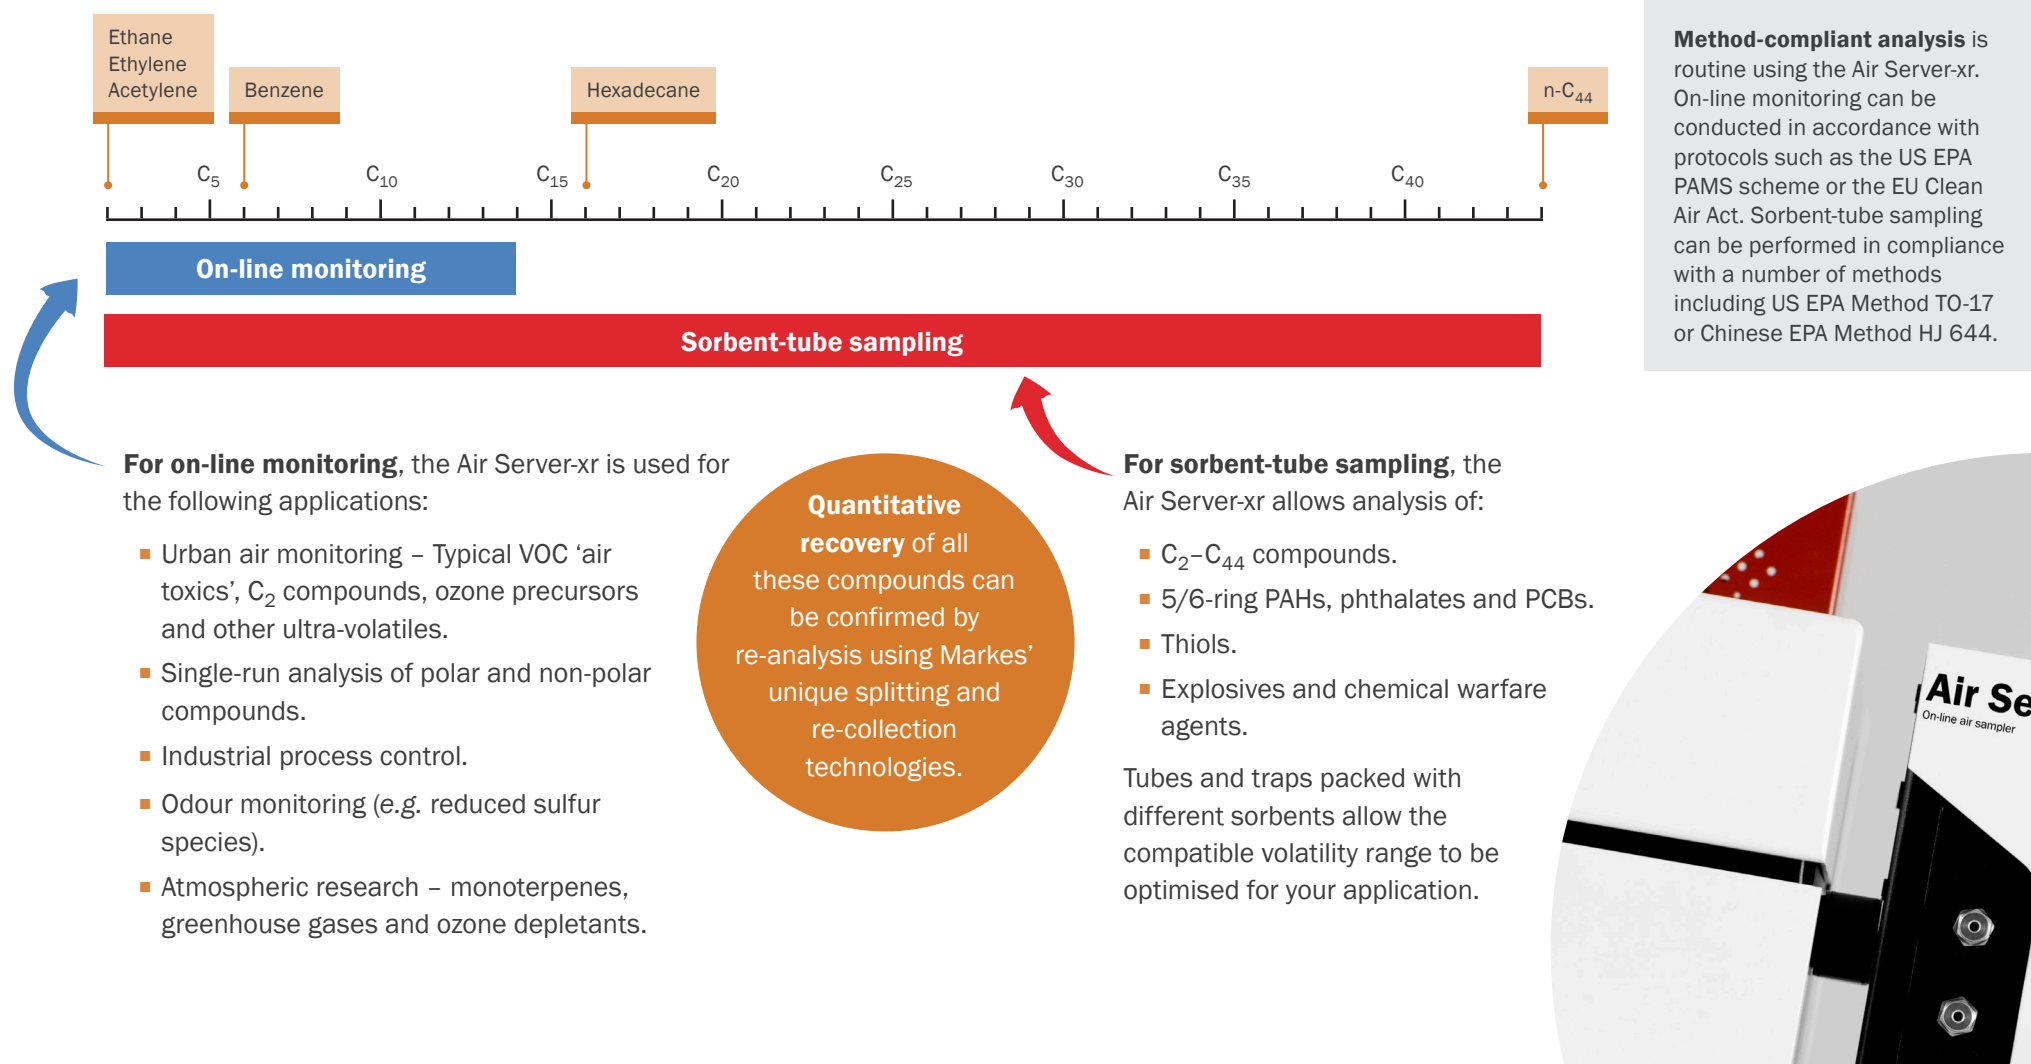 Ethane
Ethylene
Acetylene
Benzene
Hexadecane
n-C44
C5
C10
C15
C20
C25
C30
C35
C40
On-line monitoring
Sorbent-tube sampling
Method-compliant analysis is
routine using the Air Server-xr.
On-line monitoring can be
conducted in accordance with
protocols such as the US EPA
PAMS scheme or the EU Clean
Air Act. Sorbent-tube sampling
can be performed in compliance
with a number of methods
including US EPA Method TO-17
or Chinese EPA Method HJ 644.
For on-line monitoring, the Air Server-xr is used for
the following applications:
Urban air monitoring – Typical VOC ‘air
toxics’, C2 compounds, ozone precursors
and other ultra-volatiles.
Single-run analysis of polar and non-polar
compounds.
Industrial process control.
Odour monitoring (e.g. reduced sulfur
species).
Atmospheric research – monoterpenes,
greenhouse gases and ozone depletants.
Quantitative
recovery of all
these compounds can
be confirmed by
re-analysis using Markes’
unique splitting and
re-collection
technologies.
For sorbent-tube sampling, the
Air Server-xr allows analysis of:
C2–C44 compounds.
5/6-ring PAHs, phthalates and PCBs.
Thiols.
Explosives and chemical warfare
agents.
Tubes and traps packed with
different sorbents allow the
compatible volatility range to be
optimised for your application.
Air Se
On-line air sampler